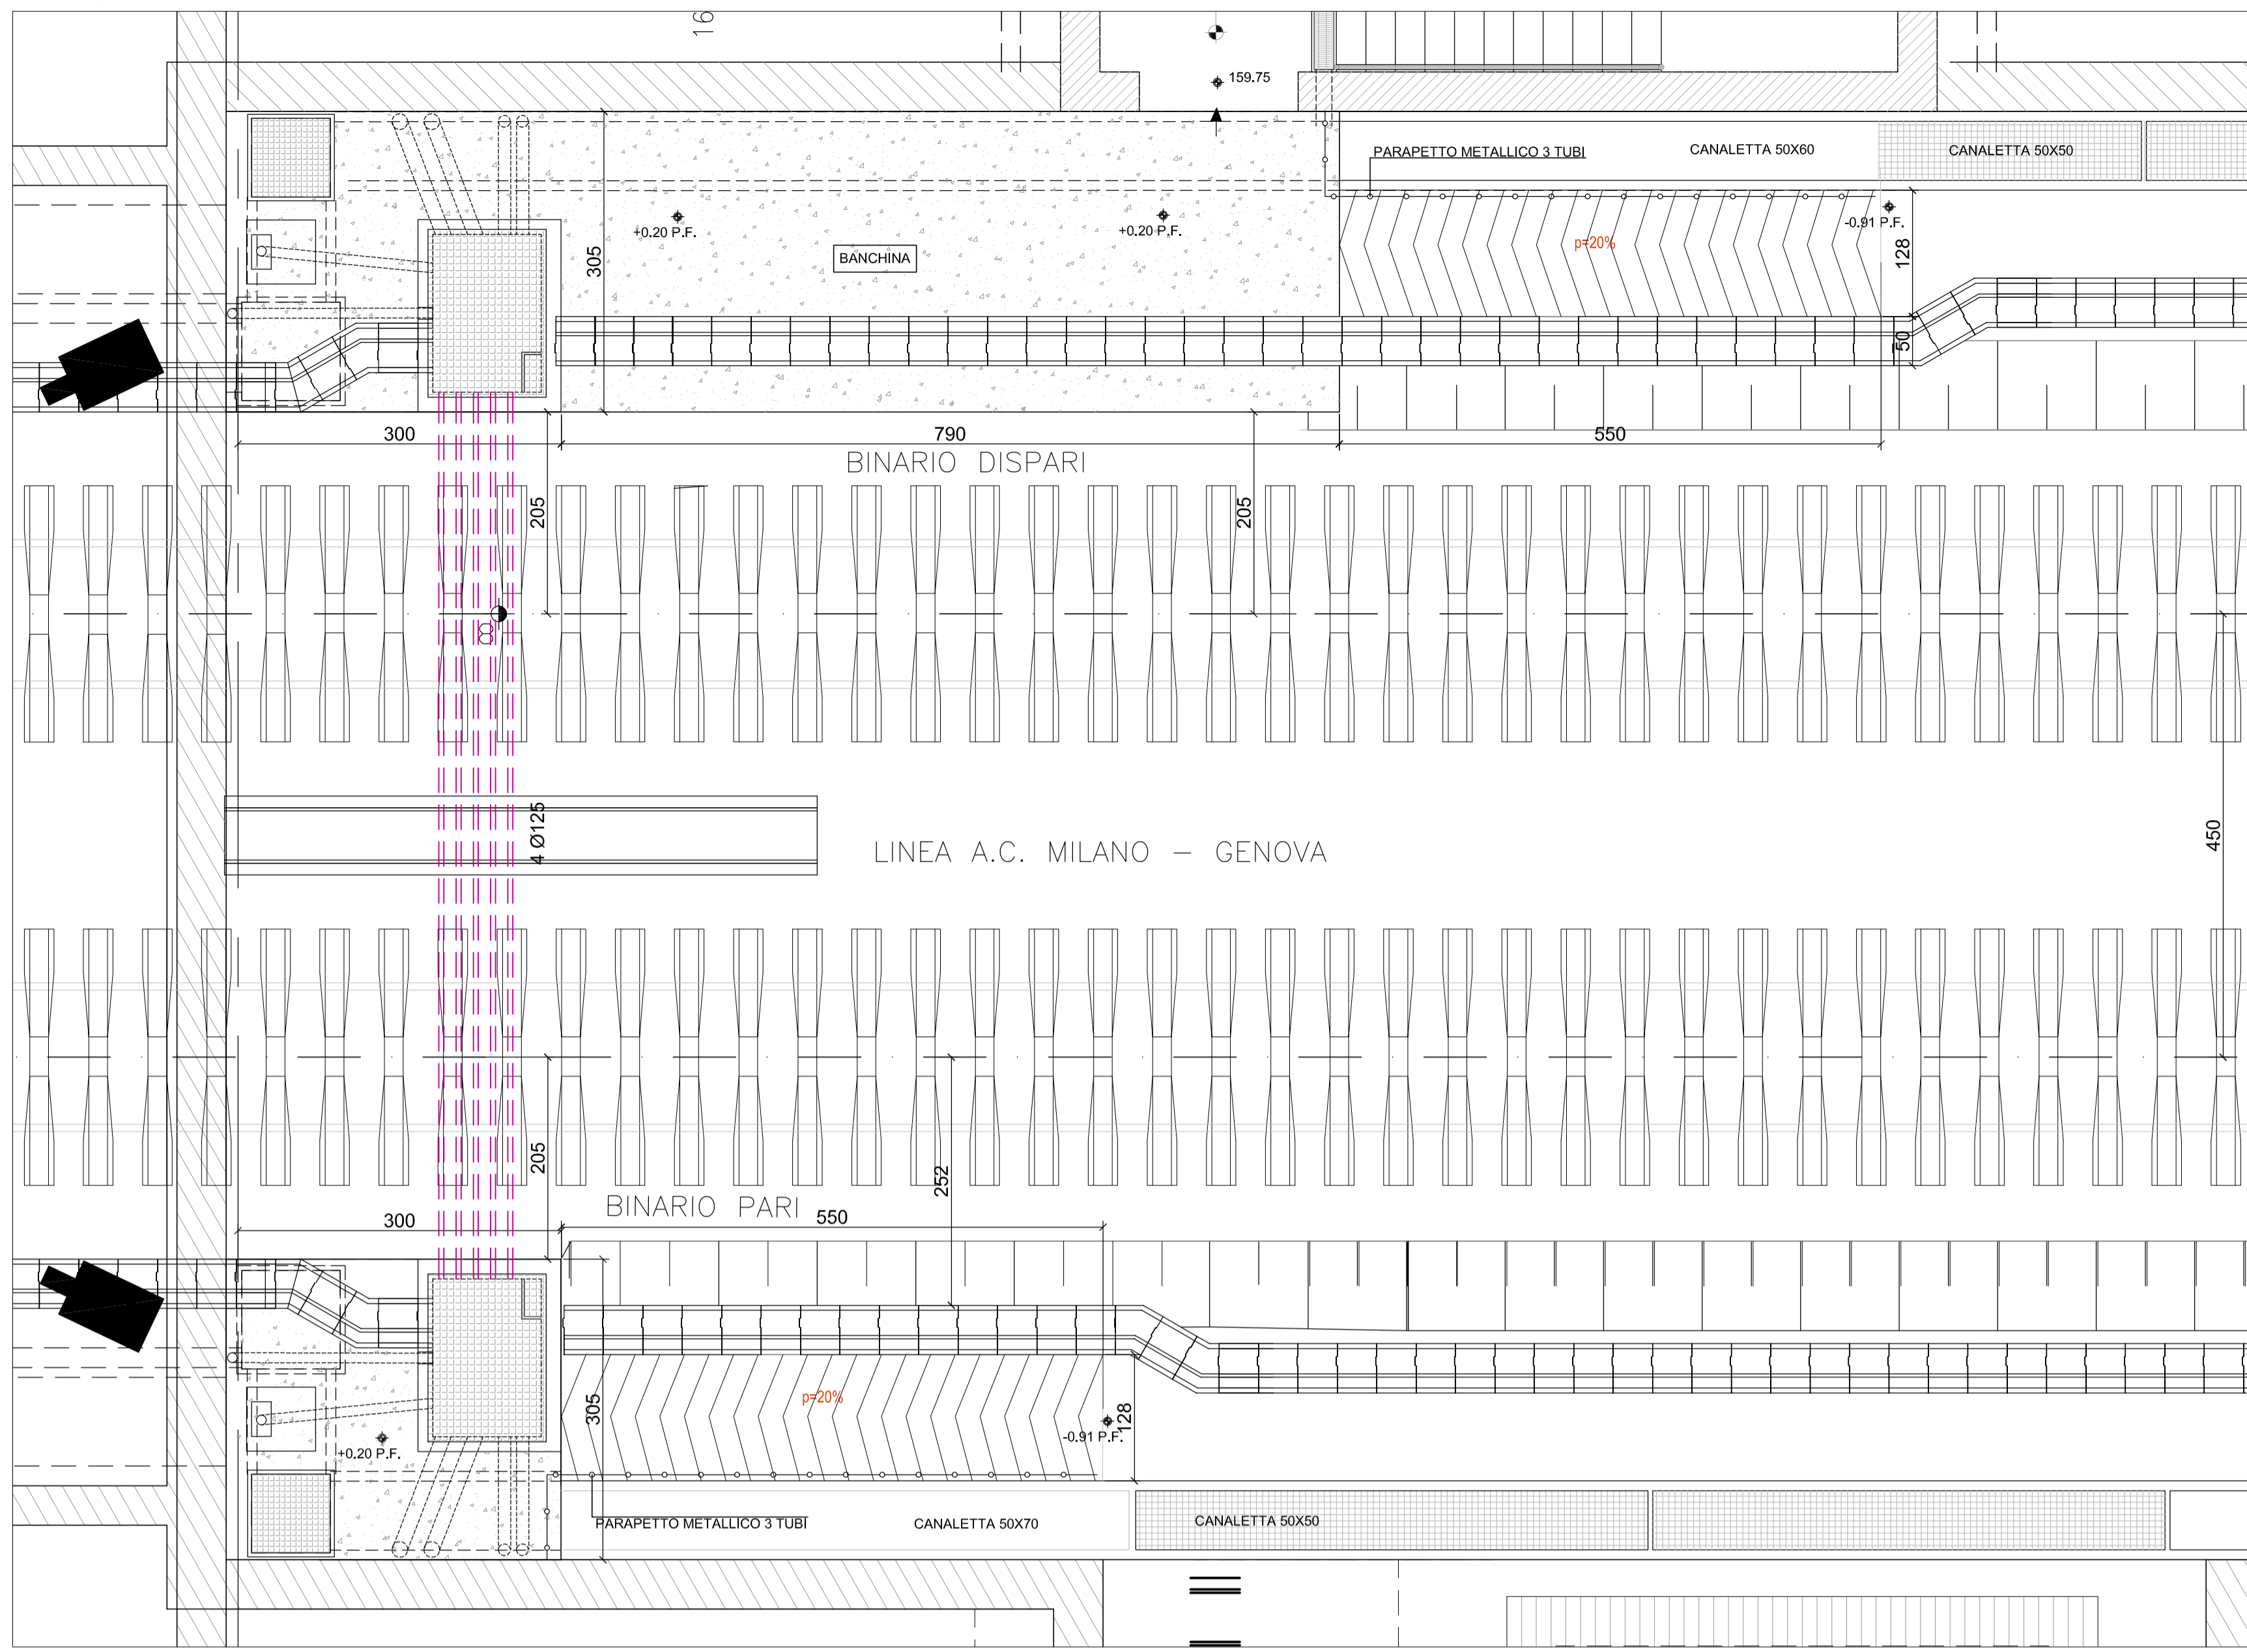 16
159.75
PARAPETTO METALLICO 3 TUBI
CANALETTA 50X60
CANALETTA 50X50
+0.20 P.F.
+0.20 P.F.
-0.91 P.F.
p=20%
BANCHINA
305
128
50
300
790
550
BINARIO DISPARI
205
205
4 Ø125
LINEA A.C. MILANO – GENOVA
450
205
252
BINARIO PARI
300
550
p=20%
305
128
-0.91 P.F.
+0.20 P.F.
PARAPETTO METALLICO 3 TUBI
CANALETTA 50X70
CANALETTA 50X50